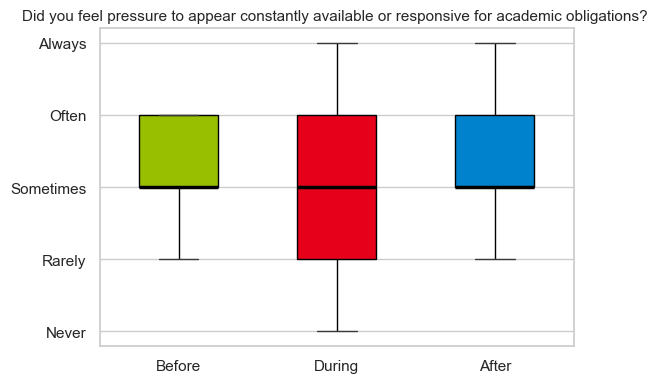 Did you feel pressure to appear constantly available or responsive for academic obligations?
Always
Often
Sometimes
Rarely
Never
Before During After